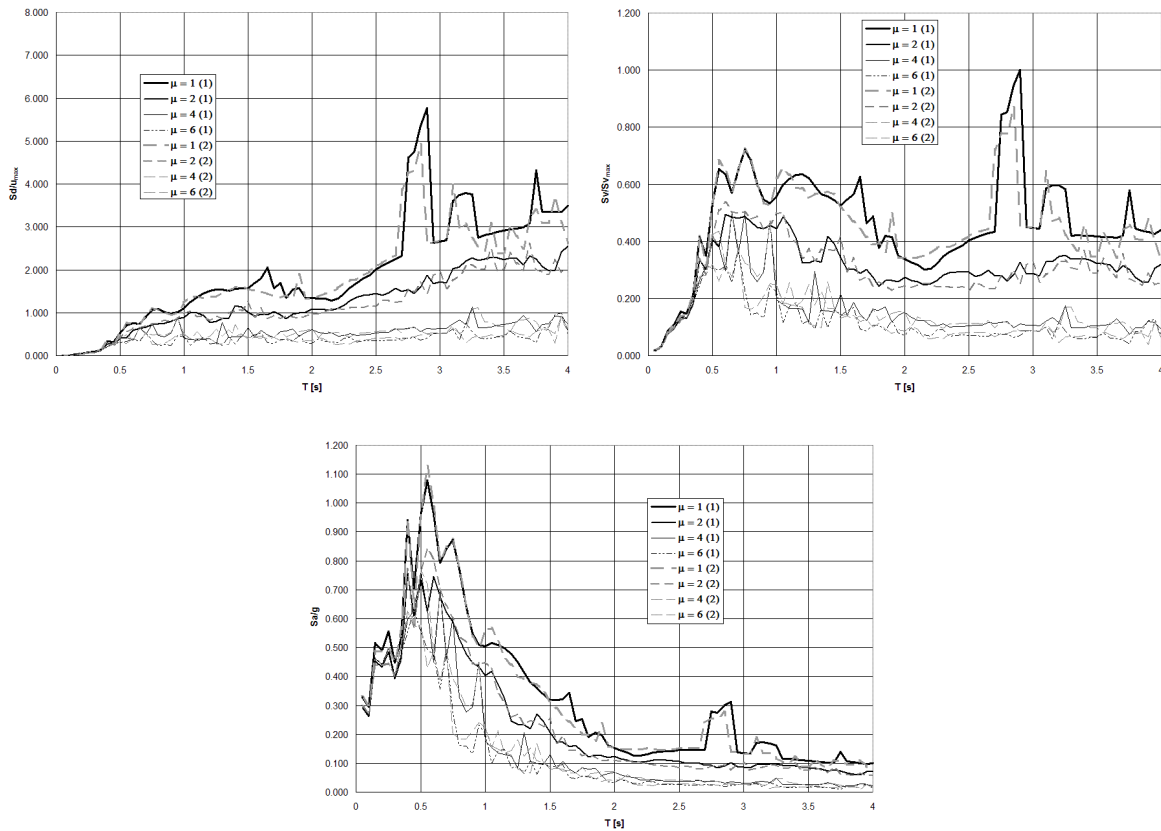 8.000
7.000
6.000
5.000
4.000
3.000
2.000
1.000
0.000
Sd/u_max
0
0.5
1
1.5
2
2.5
3
3.5
4
T [s]
μ = 1 (1)
μ = 2 (1)
μ = 4 (1)
μ = 6 (1)
μ = 1 (2)
μ = 2 (2)
μ = 4 (2)
μ = 6 (2)
1.200
1.000
0.800
0.600
0.400
0.200
0.000
Sv/Sv_max
0
0.5
1
1.5
2
2.5
3
3.5
4
T [s]
μ = 1 (1)
μ = 2 (1)
μ = 4 (1)
μ = 6 (1)
μ = 1 (2)
μ = 2 (2)
μ = 4 (2)
μ = 6 (2)
1.200
1.100
1.000
0.900
0.800
0.700
0.600
0.500
0.400
0.300
0.200
0.100
0.000
Sa/g
0
0.5
1
1.5
2
2.5
3
3.5
4
T [s]
μ = 1 (1)
μ = 2 (1)
μ = 4 (1)
μ = 6 (1)
μ = 1 (2)
μ = 2 (2)
μ = 4 (2)
μ = 6 (2)